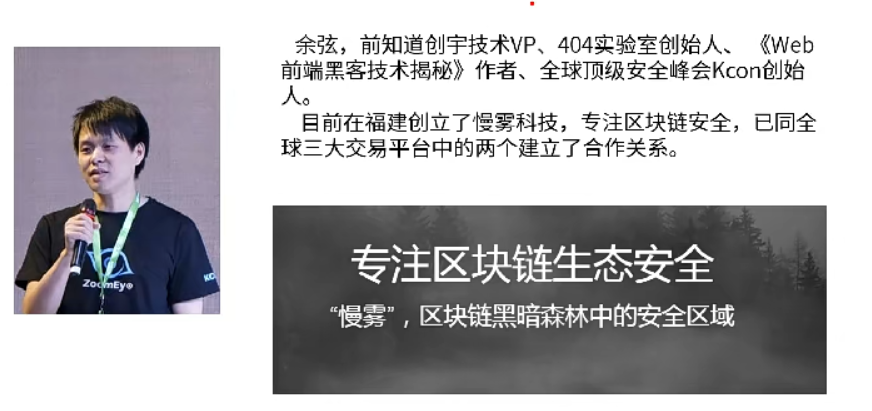 余弦，前知道创宇技术VP、404实验室创始人、《Web
前端黑客技术揭秘》作者、全球顶级安全峰会Kcon创始
人。
目前在福建创立了慢雾科技，专注区块链安全，已同全
球三大交易平台中的两个建立了合作关系。
ZoomEye
KC
专注区块链生态安全
“慢雾”，区块链黑暗森林中的安全区域